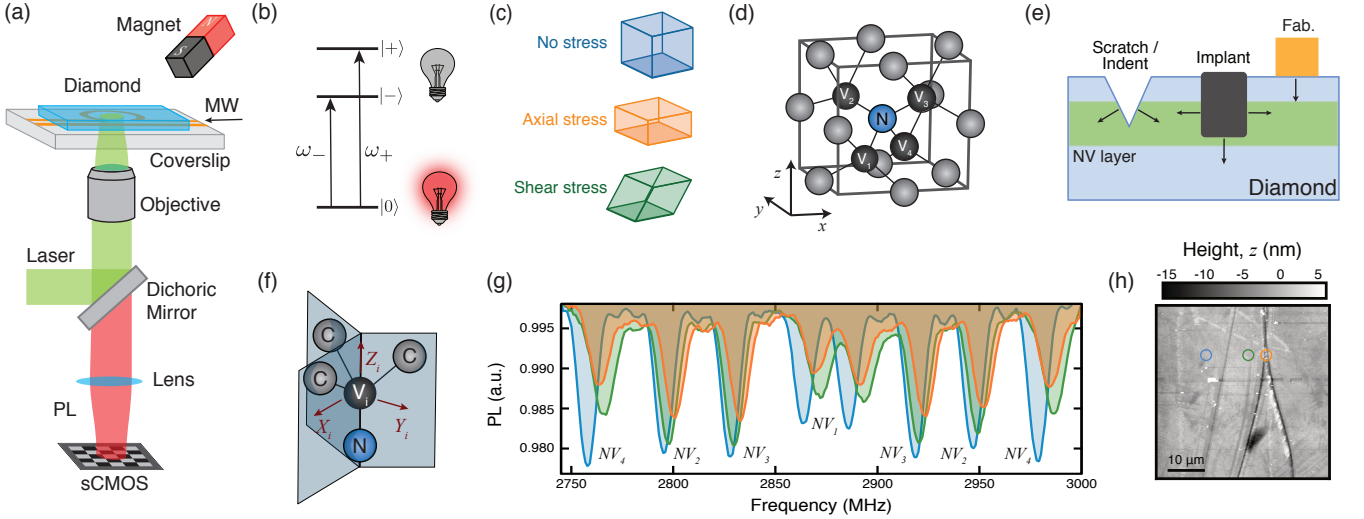 (a)
Magnet
N
S
Diamond
MW
Coverslip
Objective
Laser
Dichoric
Mirror
Lens
PL
sCMOS
(b)
|+⟩
|−⟩
ω−
ω+
|0⟩
(c)
No stress
Axial stress
Shear stress
(d)
V2
V3
N
V1
V4
z
y
x
(e)
Scratch /
Indent
Implant
Fab.
NV layer
Diamond
(f)
C
C
C
Zi
Vi
Xi
Yi
N
(g)
PL (a.u.)
0.995
0.990
0.985
0.980
NV4
NV2
NV3
NV1
NV3
NV2
NV4
2750
2800
2850
2900
2950
3000
Frequency (MHz)
(h)
Height, z (nm)
-15
-10
-5
0
5
10 μm